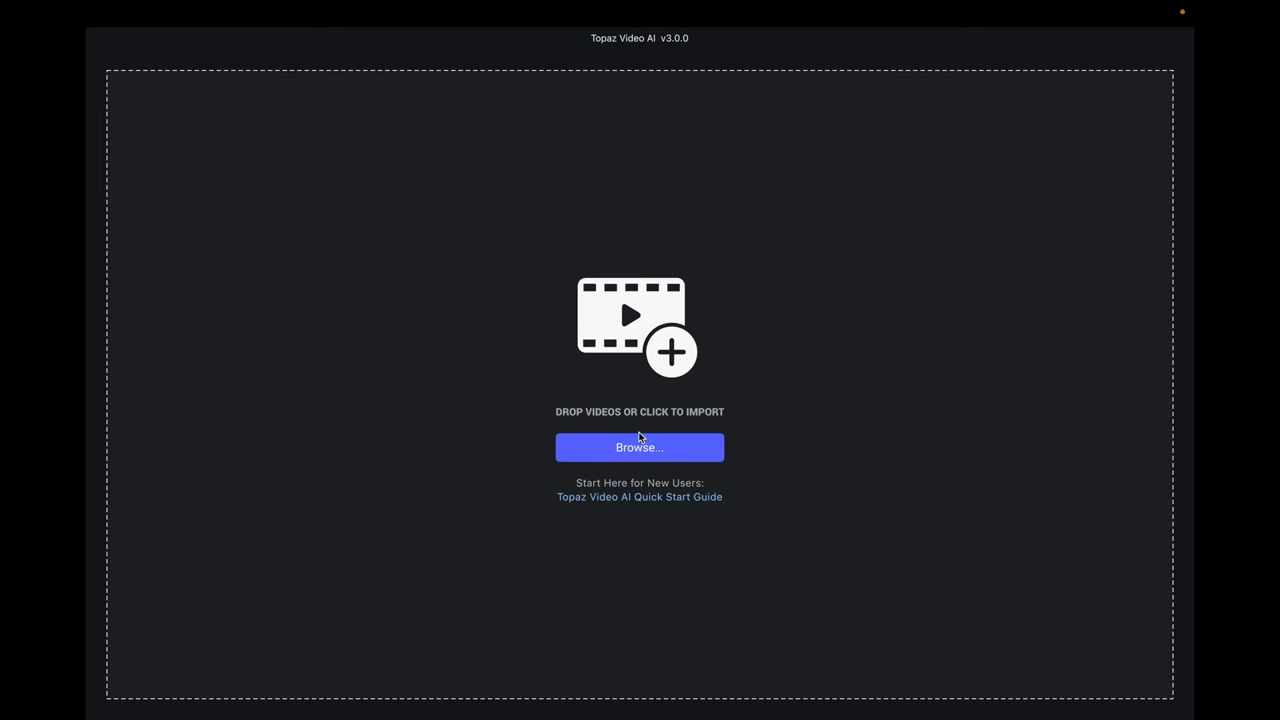 Topaz Video AI v3.0.0
DROP VIDEOS OR CLICK TO IMPORT
Browse...
Start Here for New Users:
Topaz Video AI Quick Start Guide